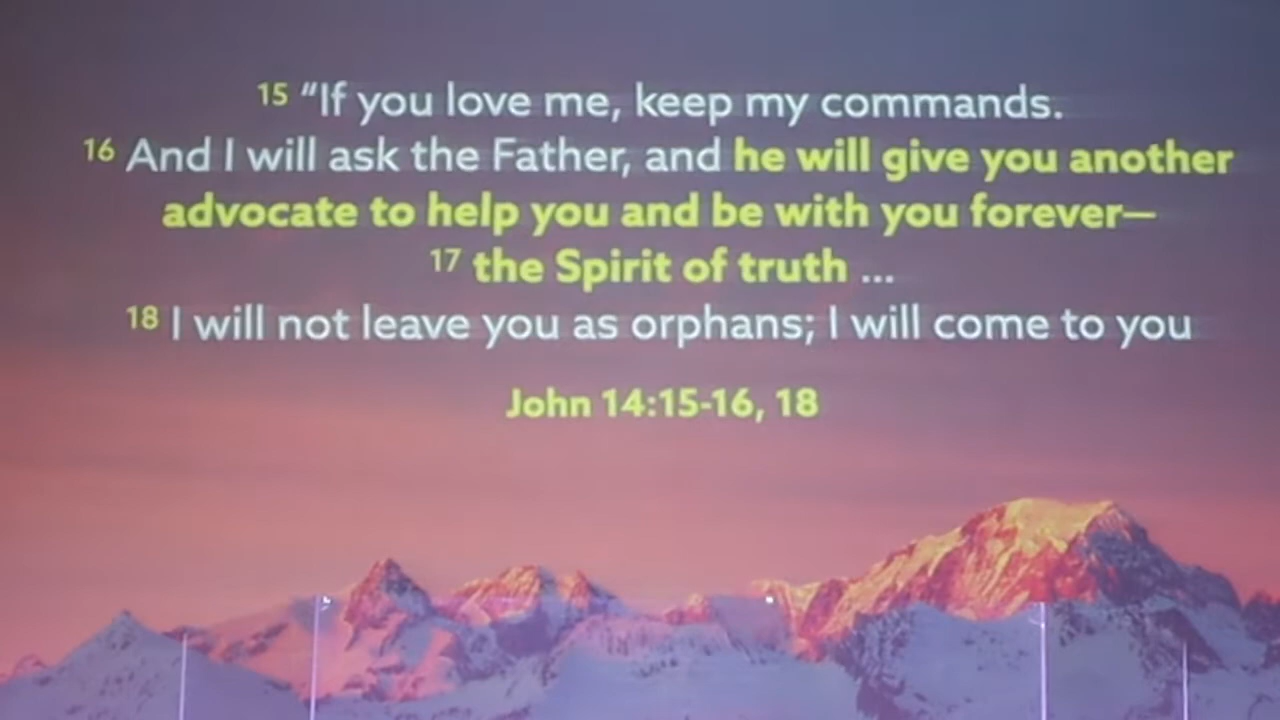 15 “If you love me, keep my commands.
16 And I will ask the Father, and he will give you another
advocate to help you and be with you forever—
17 the Spirit of truth ...
18 I will not leave you as orphans; I will come to you
John 14:15-16, 18